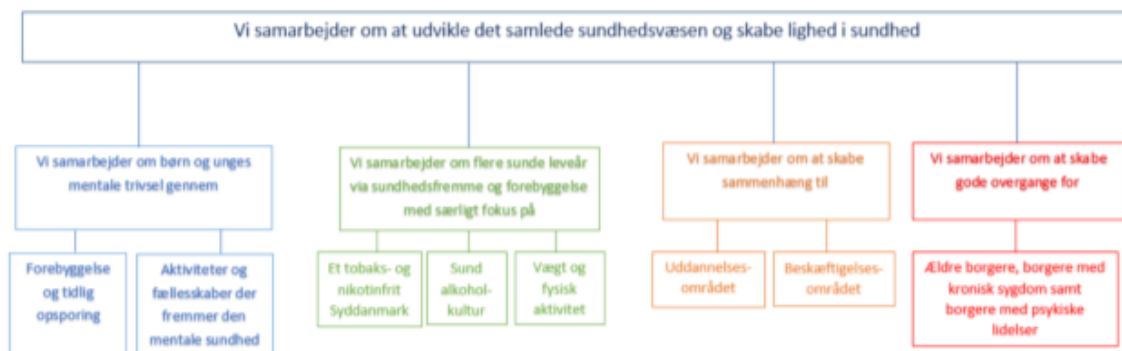 Vi samarbejder om at udvikle det samlede sundhedsvæsen og skabe lighed i sundhed
Vi samarbejder om børn og unges
mentale trivsel gennem
Forebyggelse
og tidlig
opsporing
Aktiviteter og
fællesskaber der
fremmer den
mentale sundhed
Vi samarbejder om flere sunde leveår
via sundhedsfremme og forebyggelse
med særligt fokus på
Et tobaks- og
nikotinfrit
Syddanmark
Sund
alkohol-
kultur
Vægt og
fysisk
aktivitet
Vi samarbejder om at skabe
sammenhæng til
Uddannelses-
området
Beskæftigelses-
området
Vi samarbejder om at skabe
gode overgange for
Ældre borgere, borgere med
kronisk sygdom samt
borgere med psykiske
lidelser